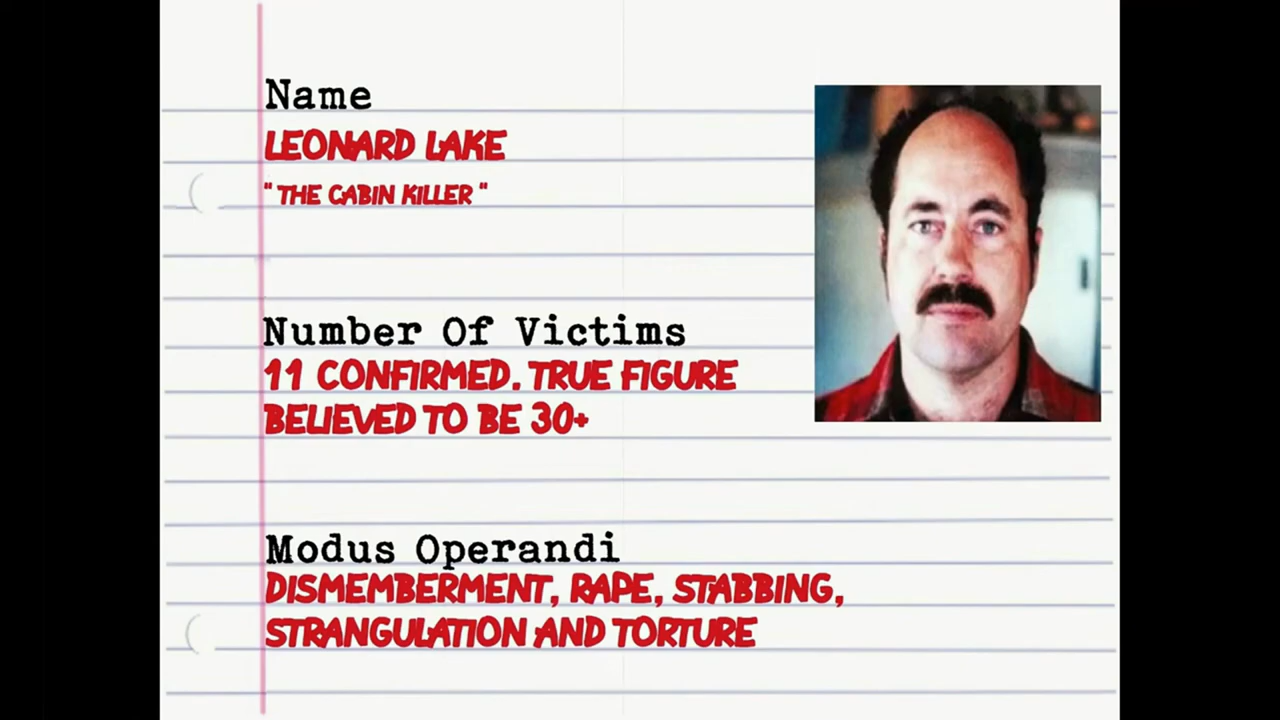 Name
LEONARD LAKE
" THE CABIN KILLER "
Number Of Victims
11 CONFIRMED. TRUE FIGURE
BELIEVED TO BE 30+
Modus Operandi
DISMEMBERMENT, RAPE, STABBING,
STRANGULATION AND TORTURE